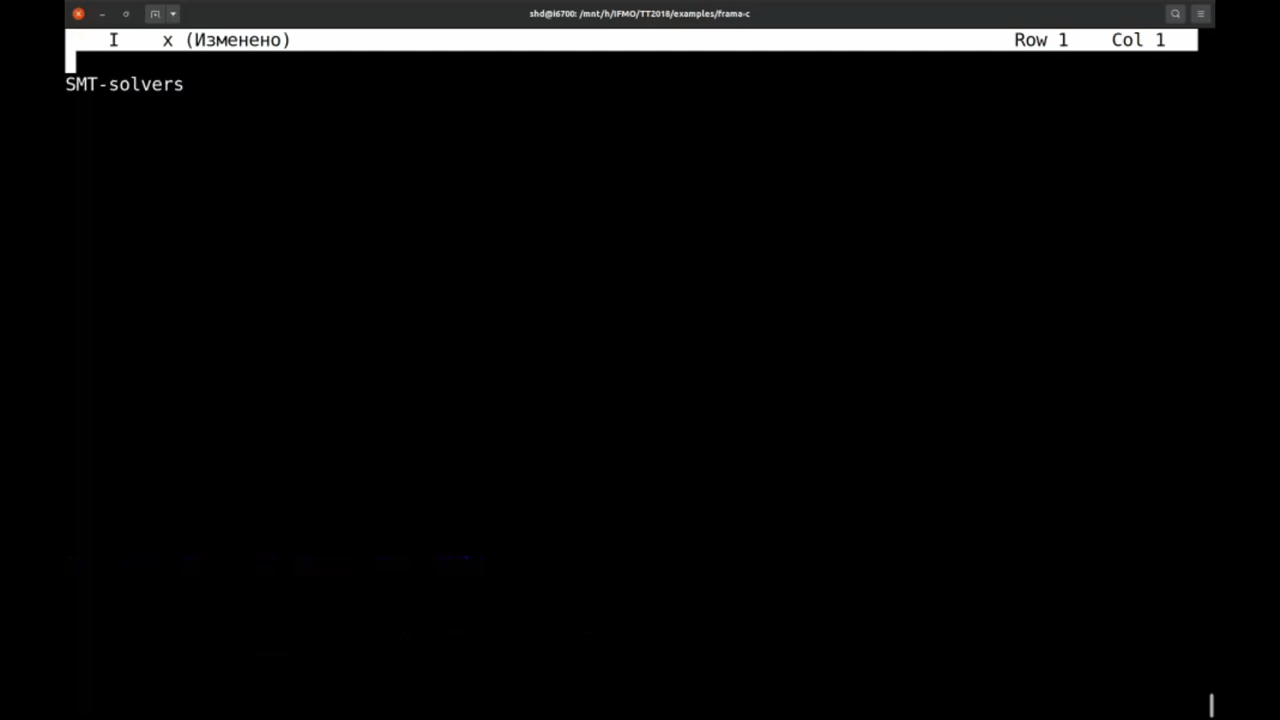 shd@i6700: /mnt/h/IFMO/TT2018/examples/frama-c
I x (Изменено) Row 1 Col 1
SMT-solvers